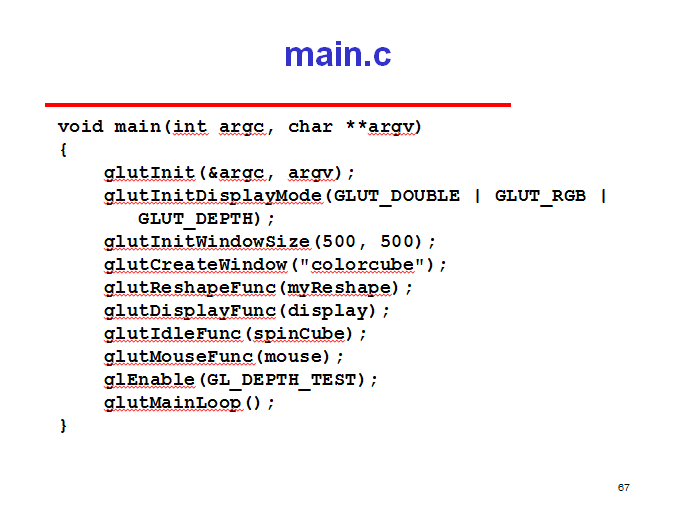 main.c
void main(int argc, char **argv)
{
glutInit(&argc, argv);
glutInitDisplayMode(GLUT_DOUBLE | GLUT_RGB |
GLUT_DEPTH);
glutInitWindowSize(500, 500);
glutCreateWindow("colorcube");
glutReshapeFunc(myReshape);
glutDisplayFunc(display);
glutIdleFunc(spinCube);
glutMouseFunc(mouse);
glEnable(GL_DEPTH_TEST);
glutMainLoop();
}
67